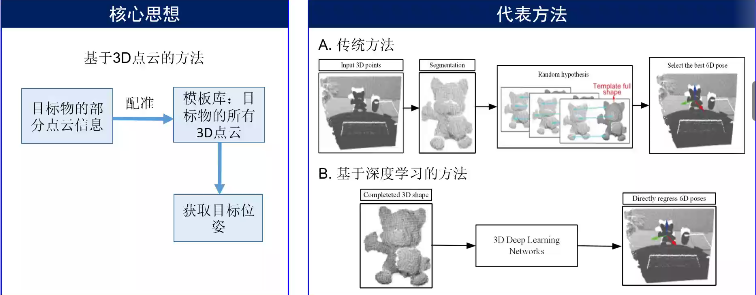 核心思想
基于3D点云的方法
目标物的部
分点云信息
配准
模板库：目
标物的所有
3D点云
获取目标位
姿
代表方法
A. 传统方法
Input 3D points
Segmentation
Random hypothesis
Template full
shape
Select the best 6D pose
B. 基于深度学习的方法
Completeted 3D shape
3D Deep Learning
Networks
Directly regress 6D poses